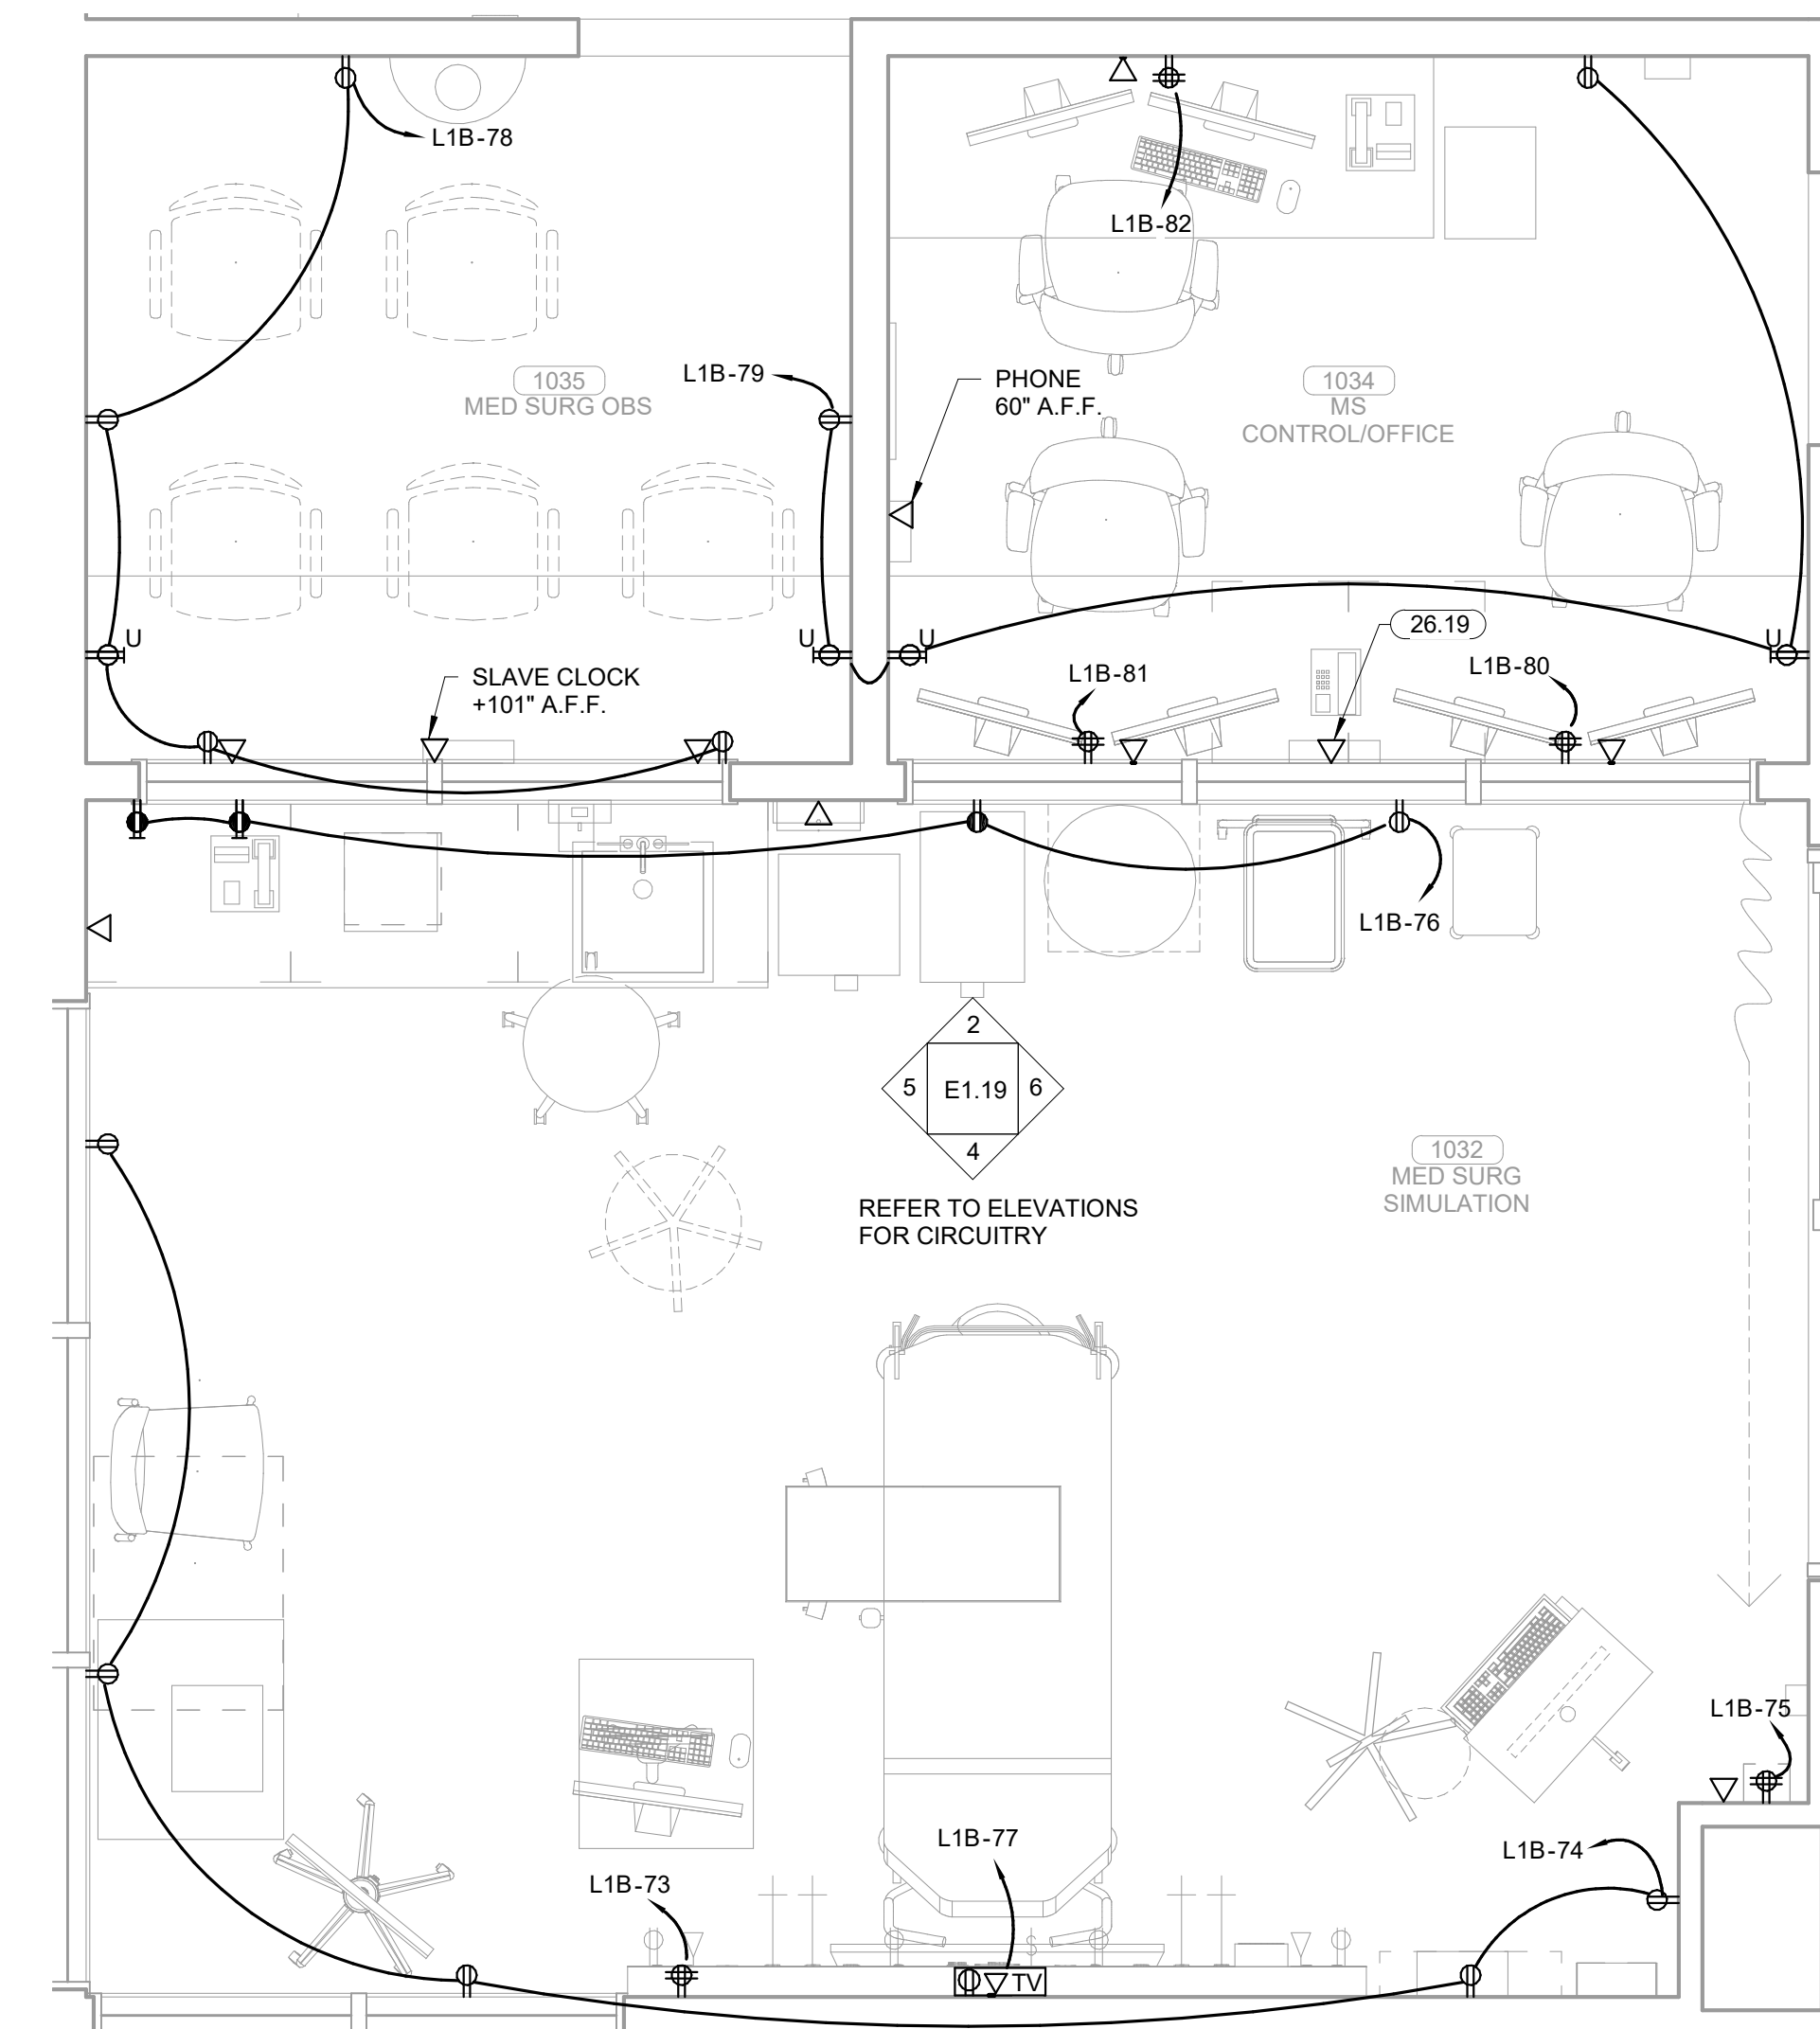 L1B-78
L1B-82
1035
MED SURG OBS
L1B-79
PHONE
60" A.F.F.
1034
MS
CONTROL/OFFICE
U
U
U
U
26.19
SLAVE CLOCK
+101" A.F.F.
L1B-81
L1B-80
L1B-76
2
5
E1.19
6
4
REFER TO ELEVATIONS
FOR CIRCUITRY
1032
MED SURG
SIMULATION
L1B-75
L1B-77
L1B-74
L1B-73
TV